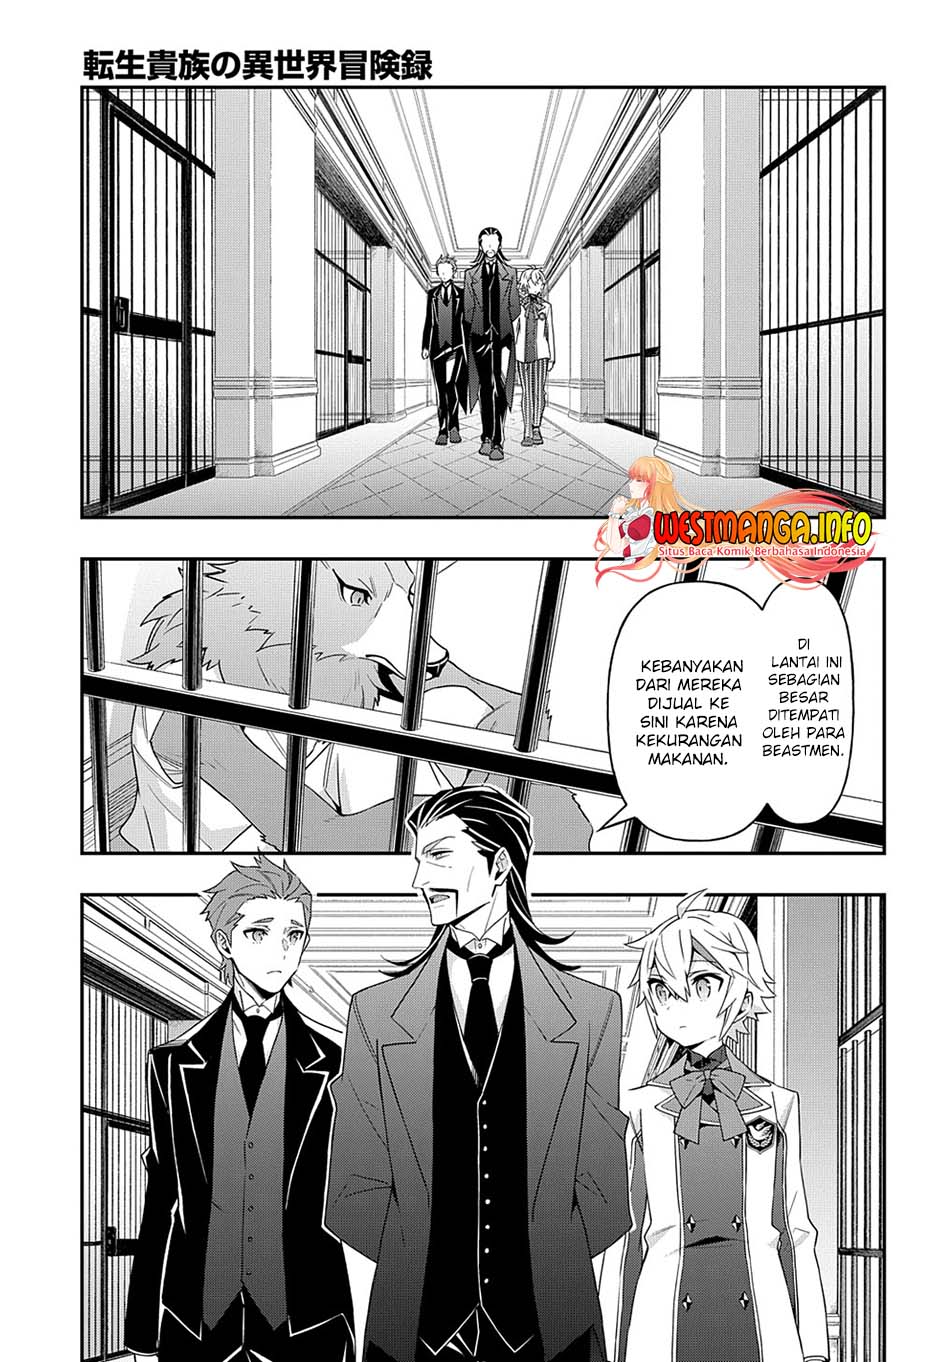 転生貴族の異世界冒険録
WESTMANGA.INFO
Situs Baca Komik Berbahasa Indonesia
DI
LANTAI INI
SEBAGIAN
BESAR
DITEMPATI
OLEH PARA
BEASTMEN.
KEBANYAKAN
DARI MEREKA
DIJUAL KE
SINI KARENA
KEKURANGAN
MAKANAN.